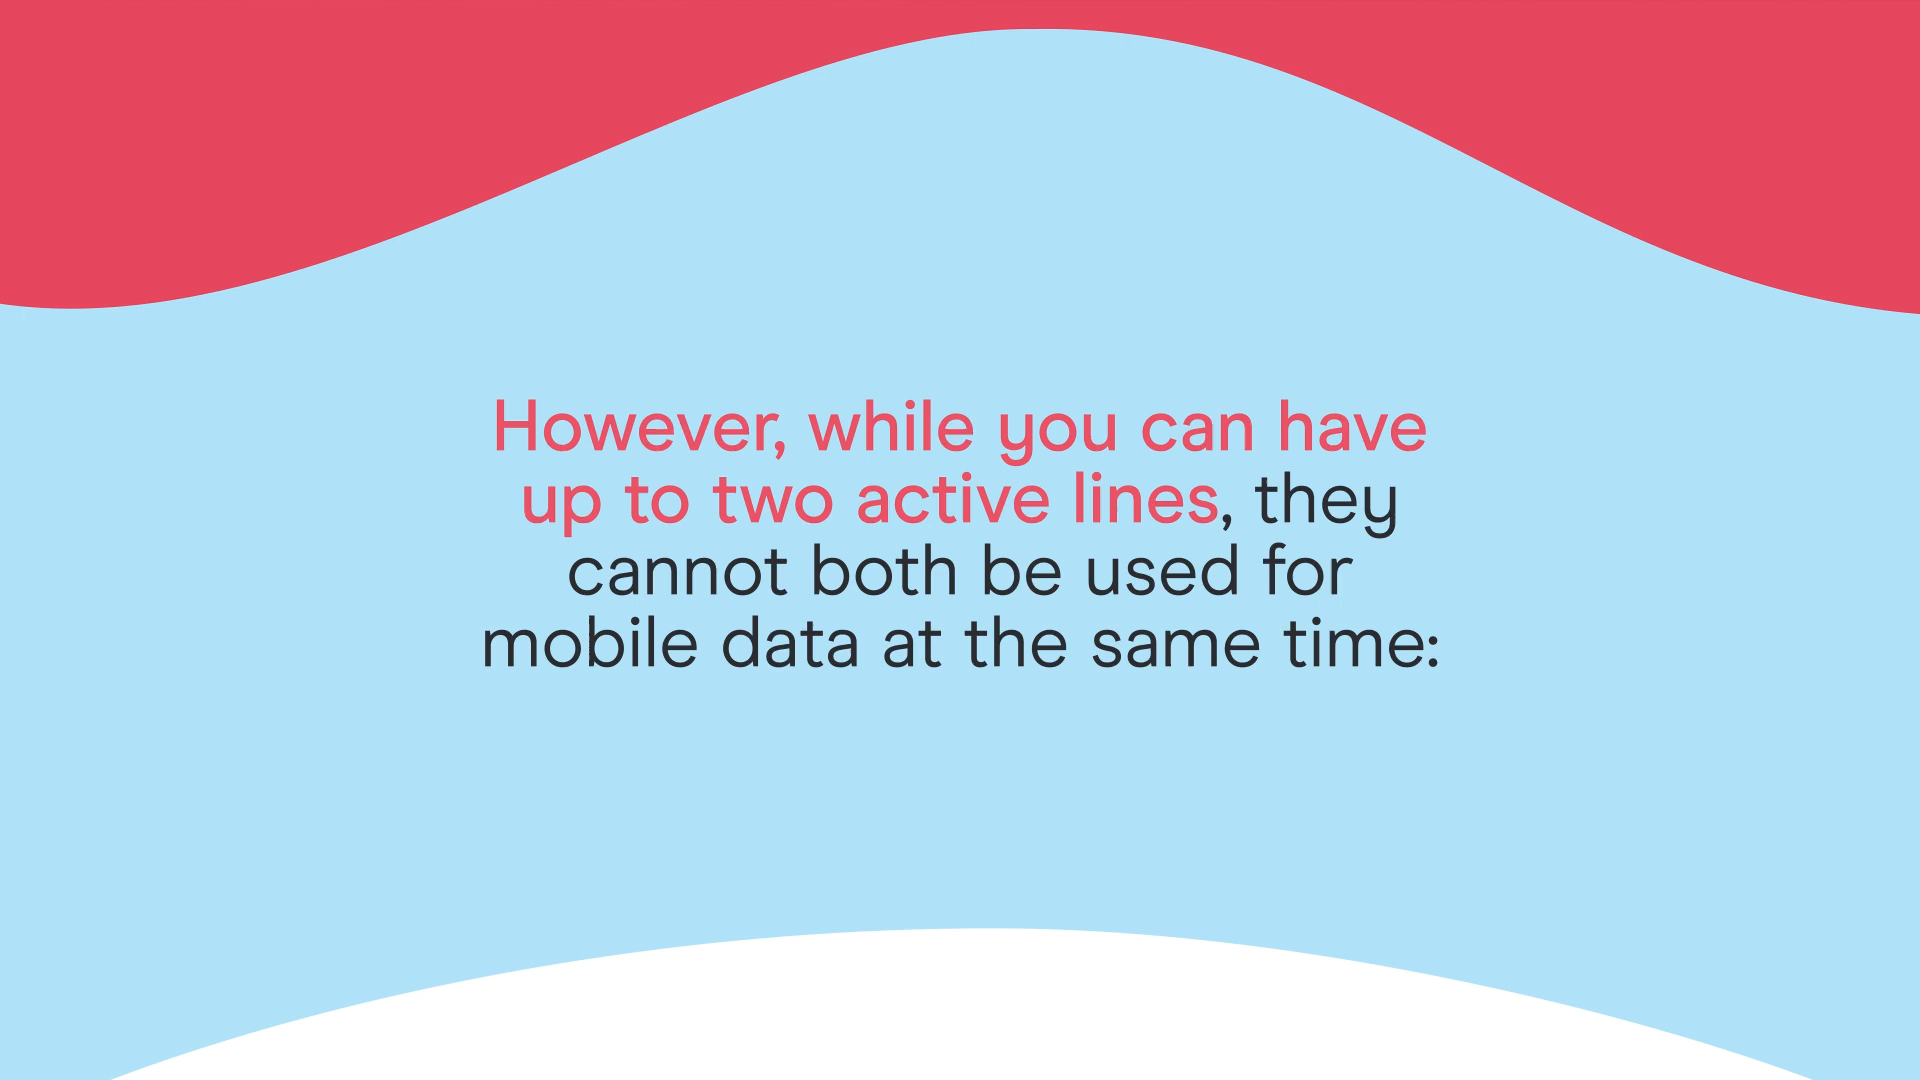 However, while you can have
up to two active lines, they
cannot both be used for
mobile data at the same time: